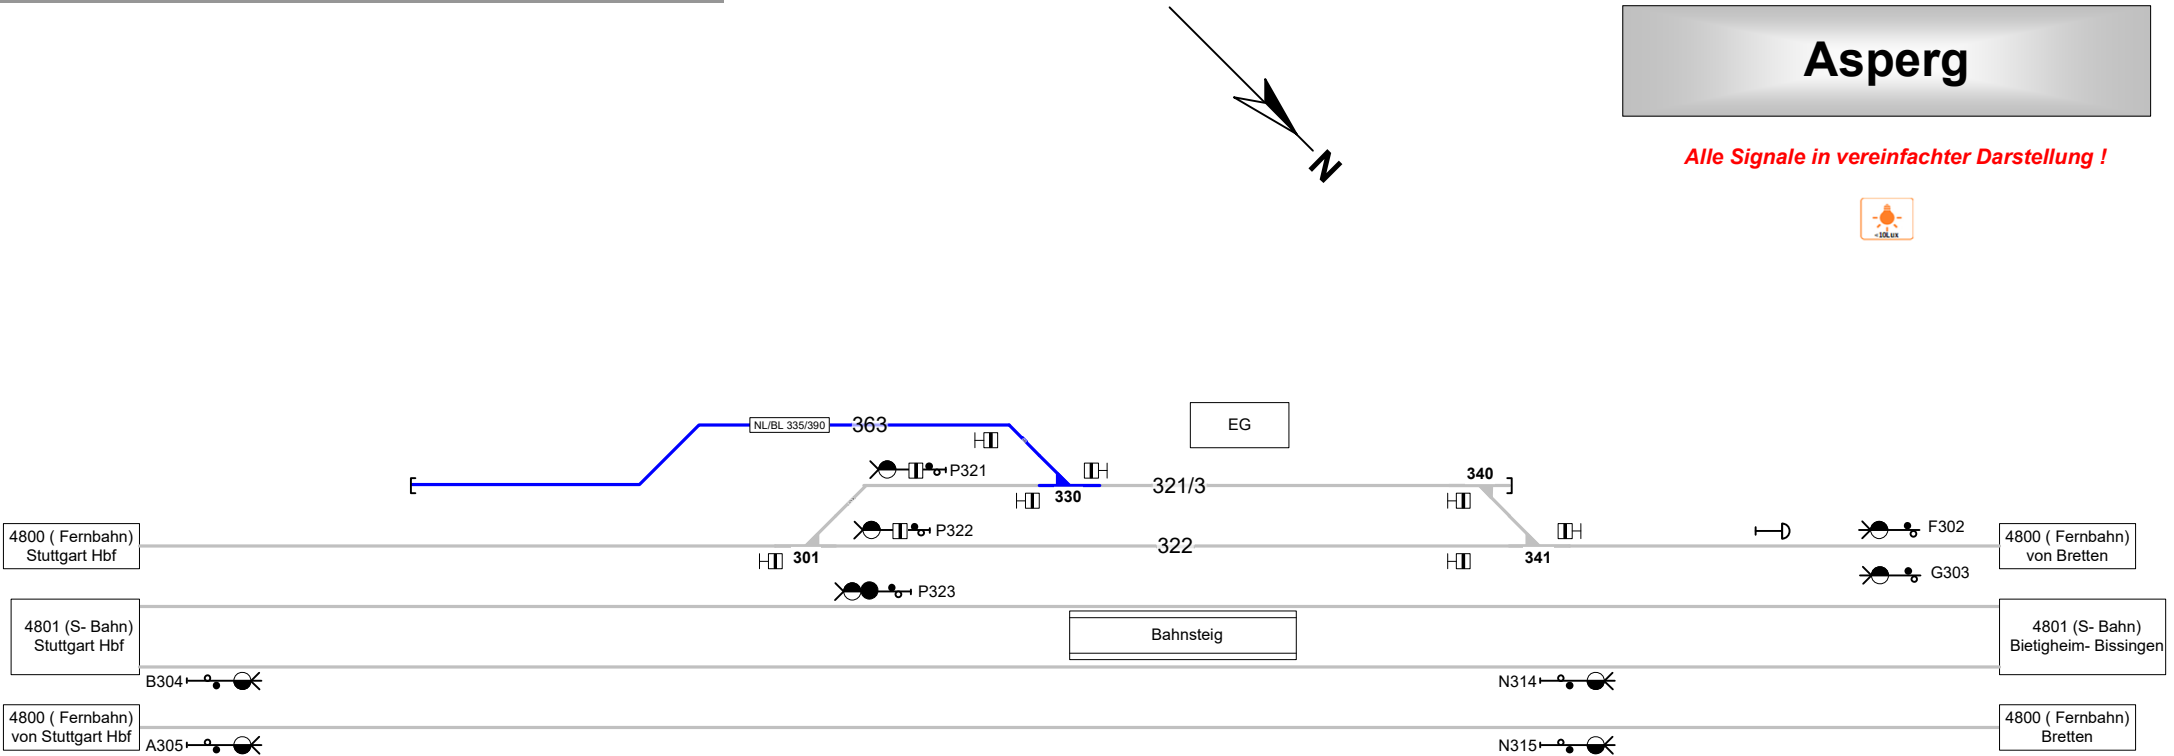 Asperg
N
Alle Signale in vereinfachter Darstellung !
<10Lux
NL/BL 335/390
363
EG
P321
321/3
340
330
4800 ( Fernbahn)
Stuttgart Hbf
P322
322
301
341
F302
4800 ( Fernbahn)
von Bretten
G303
P323
4801 (S- Bahn)
Stuttgart Hbf
Bahnsteig
4801 (S- Bahn)
Bietigheim- Bissingen
B304
N314
4800 ( Fernbahn)
von Stuttgart Hbf
A305
N315
4800 ( Fernbahn)
Bretten